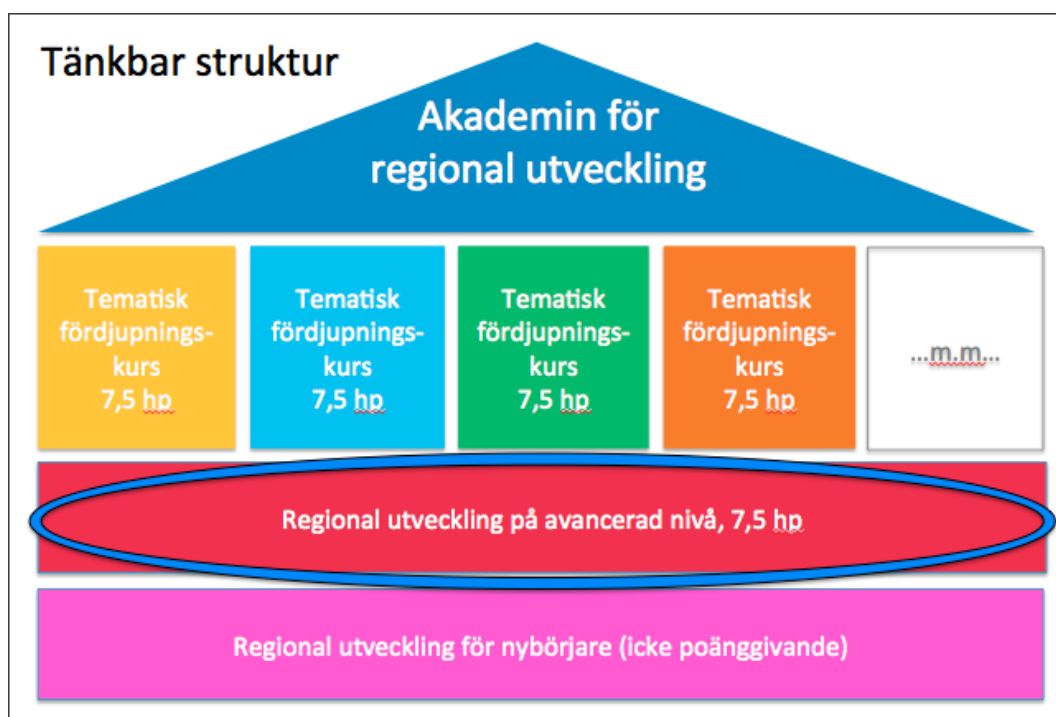 Tänkbar struktur
Akademin för
regional utveckling
Tematisk
fördjupnings-
kurs
7,5 hp
Tematisk
fördjupnings-
kurs
7,5 hp
Tematisk
fördjupnings-
kurs
7,5 hp
Tematisk
fördjupnings-
kurs
7,5 hp
...m.m...
Regional utveckling på avancerad nivå, 7,5 hp
Regional utveckling för nybörjare (icke poänggivande)